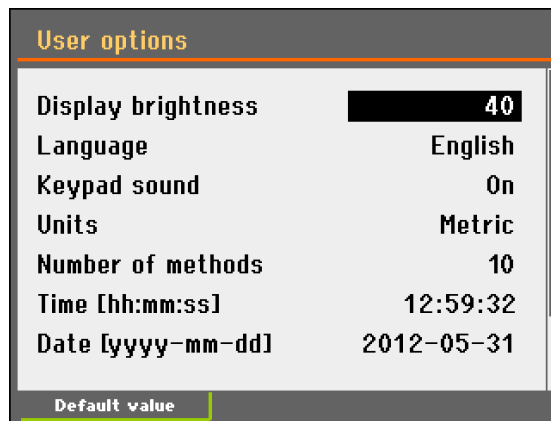 User options
Display brightness 40
Language English
Keypad sound On
Units Metric
Number of methods 10
Time [hh:mm:ss] 12:59:32
Date [yyyy-mm-dd] 2012-05-31
Default value